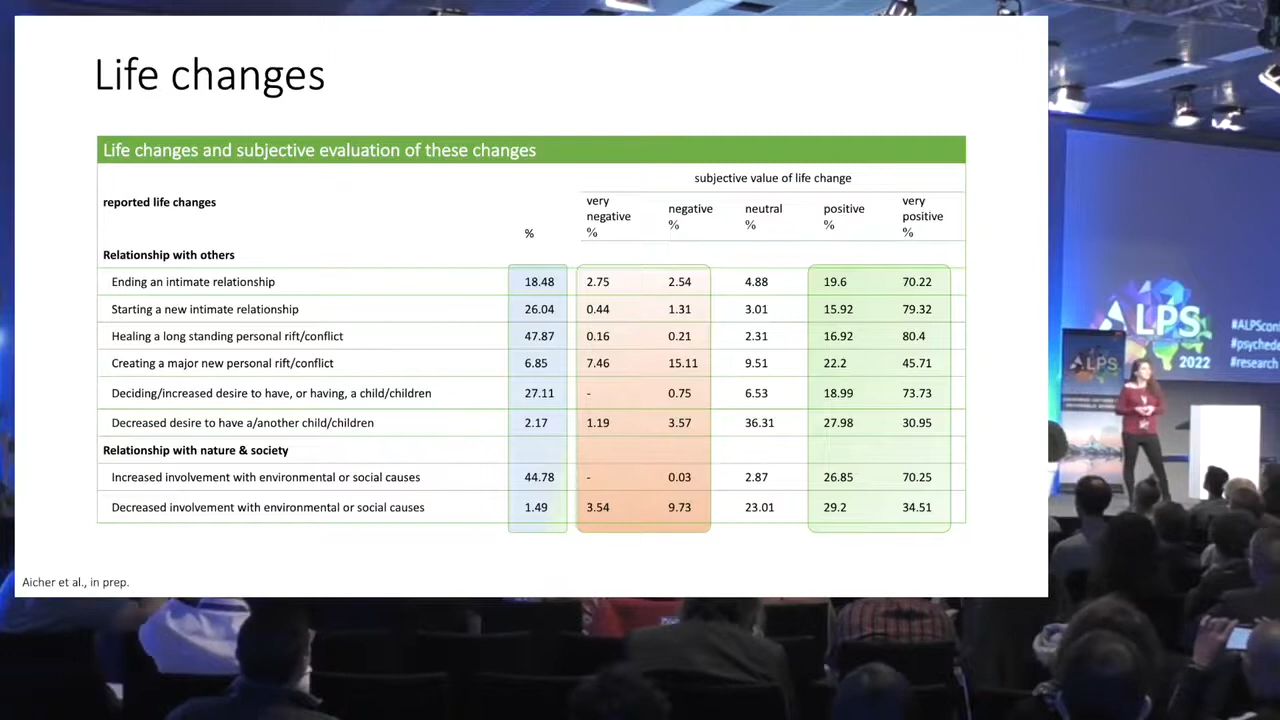 Life changes
Life changes and subjective evaluation of these changes
subjective value of life change
reported life changes
%
very negative %
negative %
neutral %
positive %
very positive %
Relationship with others
Ending an intimate relationship 18.48 2.75 2.54 4.88 19.6 70.22
Starting a new intimate relationship 26.04 0.44 1.31 3.01 15.92 79.32
Healing a long standing personal rift/conflict 47.87 0.16 0.21 2.31 16.92 80.4
Creating a major new personal rift/conflict 6.85 7.46 15.11 9.51 22.2 45.71
Deciding/increased desire to have, or having, a child/children 27.11 - 0.75 6.53 18.99 73.73
Decreased desire to have a/another child/children 2.17 1.19 3.57 36.31 27.98 30.95
Relationship with nature & society
Increased involvement with environmental or social causes 44.78 - 0.03 2.87 26.85 70.25
Decreased involvement with environmental or social causes 1.49 3.54 9.73 23.01 29.2 34.51
Aicher et al., in prep.
ALPS
2022
#ALPScon
#psychede
#research
ALPS